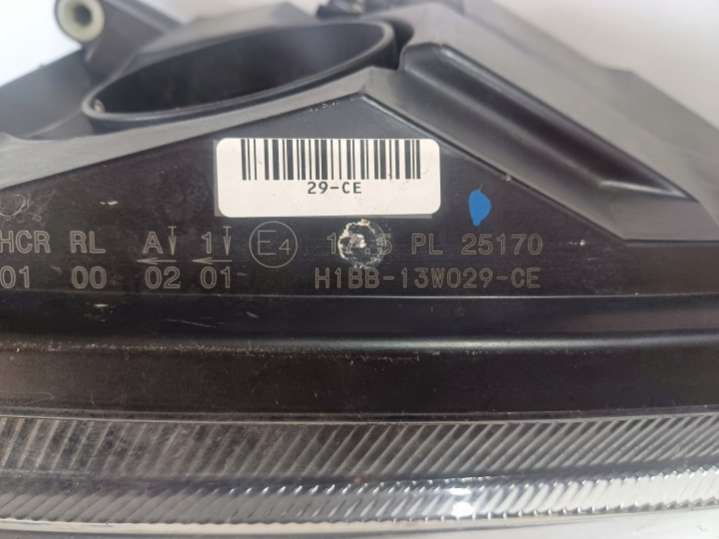 29-CE
HCR RL A 1 E4 PL 25170
01 00 02 01 H1BB-13W029-CE